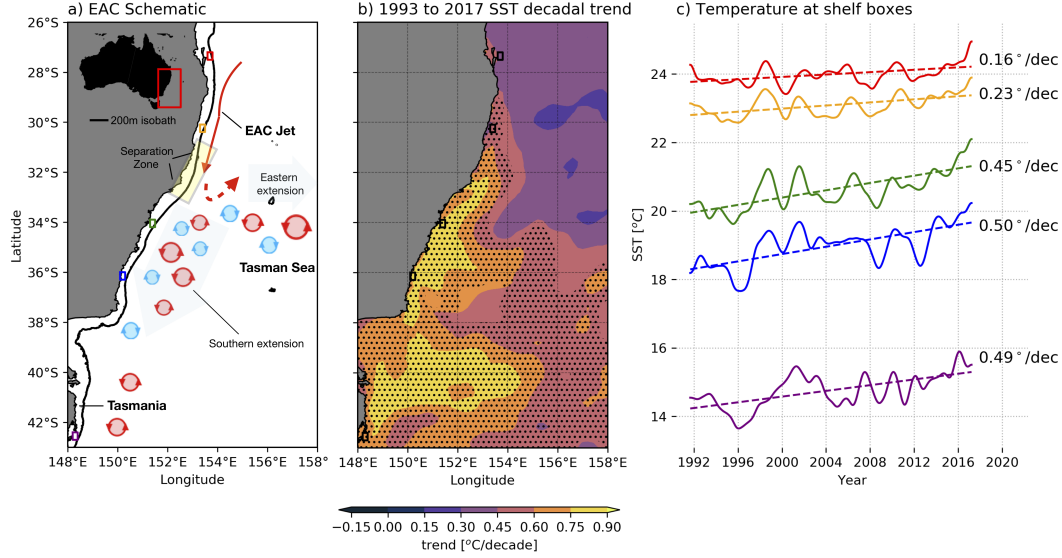 a) EAC Schematic
b) 1993 to 2017 SST decadal trend
c) Temperature at shelf boxes
26°S
28°S
30°S
32°S
34°S
36°S
38°S
40°S
42°S
Latitude
200m isobath
EAC Jet
Separation
Zone
Eastern
extension
Tasman Sea
Southern extension
Tasmania
148°E
150°E
152°E
154°E
156°E
158°
Longitude
148°E
150°E
152°E
154°E
156°E
158°E
Longitude
−0.15
0.00
0.15
0.30
0.45
0.60
0.75
0.90
trend [°C/decade]
24
22
20
18
16
14
SST [°C]
0.16°/dec
0.23°/dec
0.45°/dec
0.50°/dec
0.49°/dec
1992
1996
2000
2004
2008
2012
2016
2020
Year